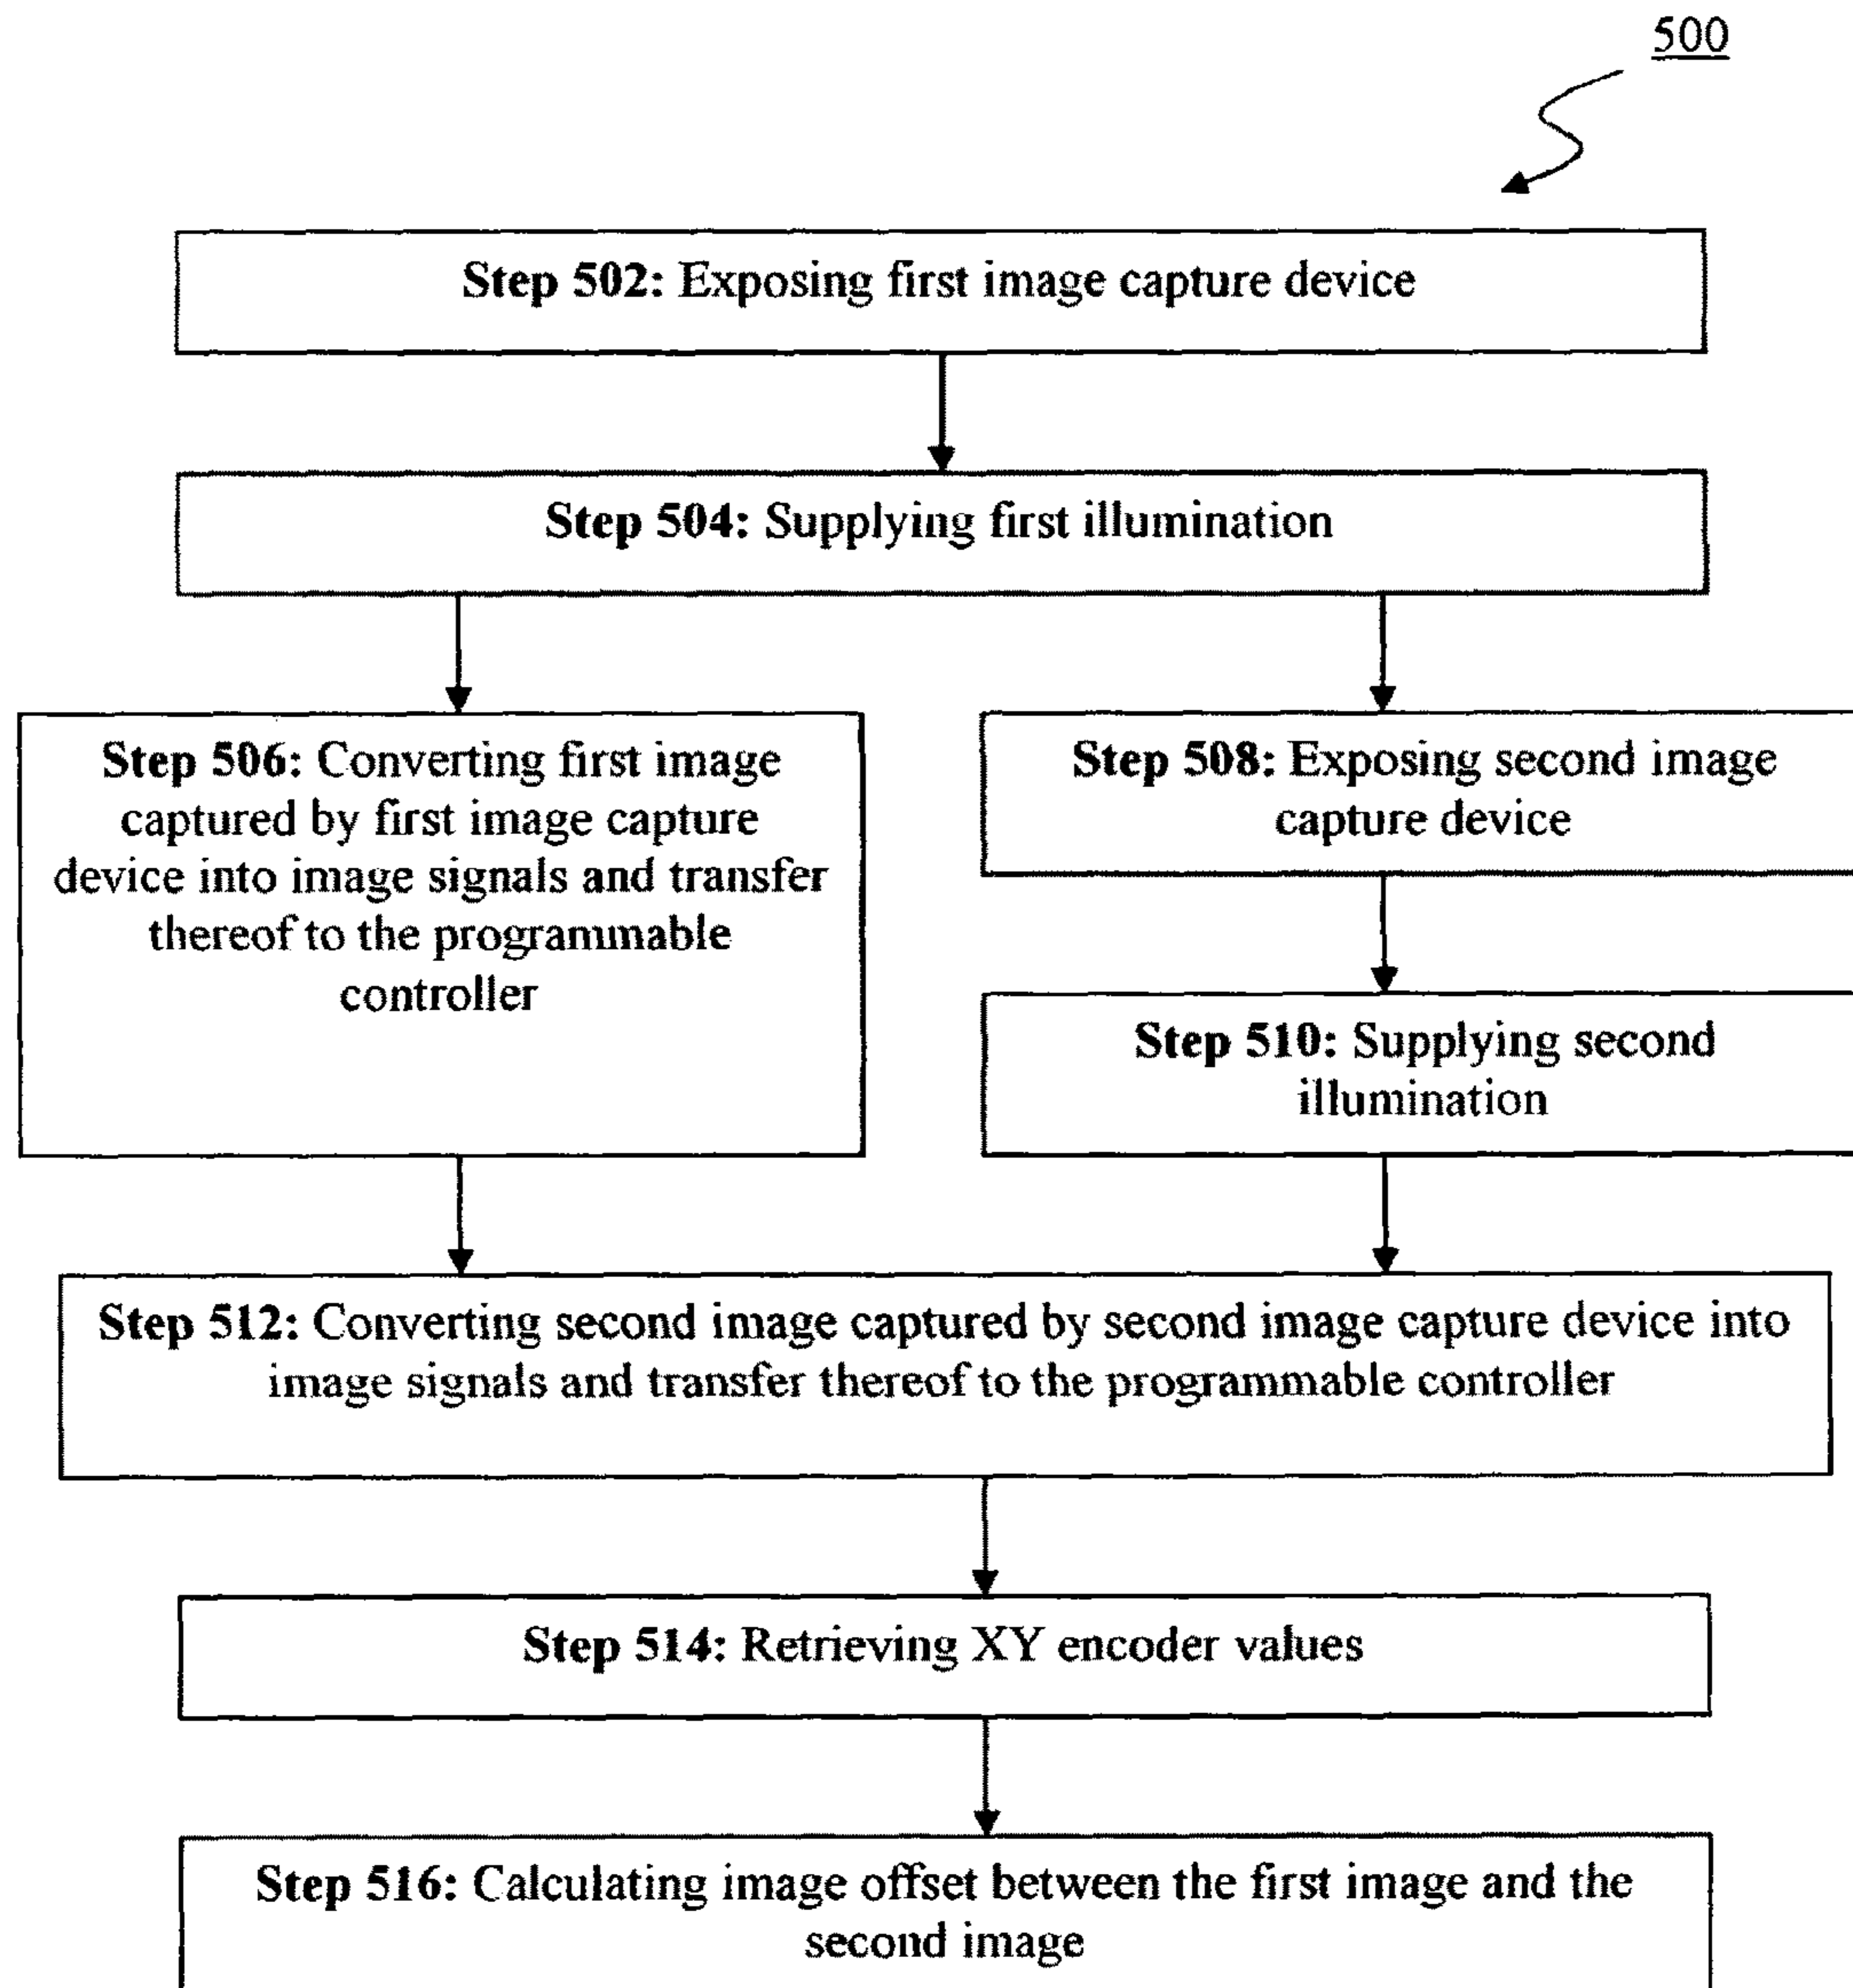 500
Step 502: Exposing first image capture device
Step 504: Supplying first illumination
Step 506: Converting first image
captured by first image capture
device into image signals and transfer
thereof to the programmable
controller
Step 508: Exposing second image
capture device
Step 510: Supplying second
illumination
Step 512: Converting second image captured by second image capture device into
image signals and transfer thereof to the programmable controller
Step 514: Retrieving XY encoder values
Step 516: Calculating image offset between the first image and the
second image